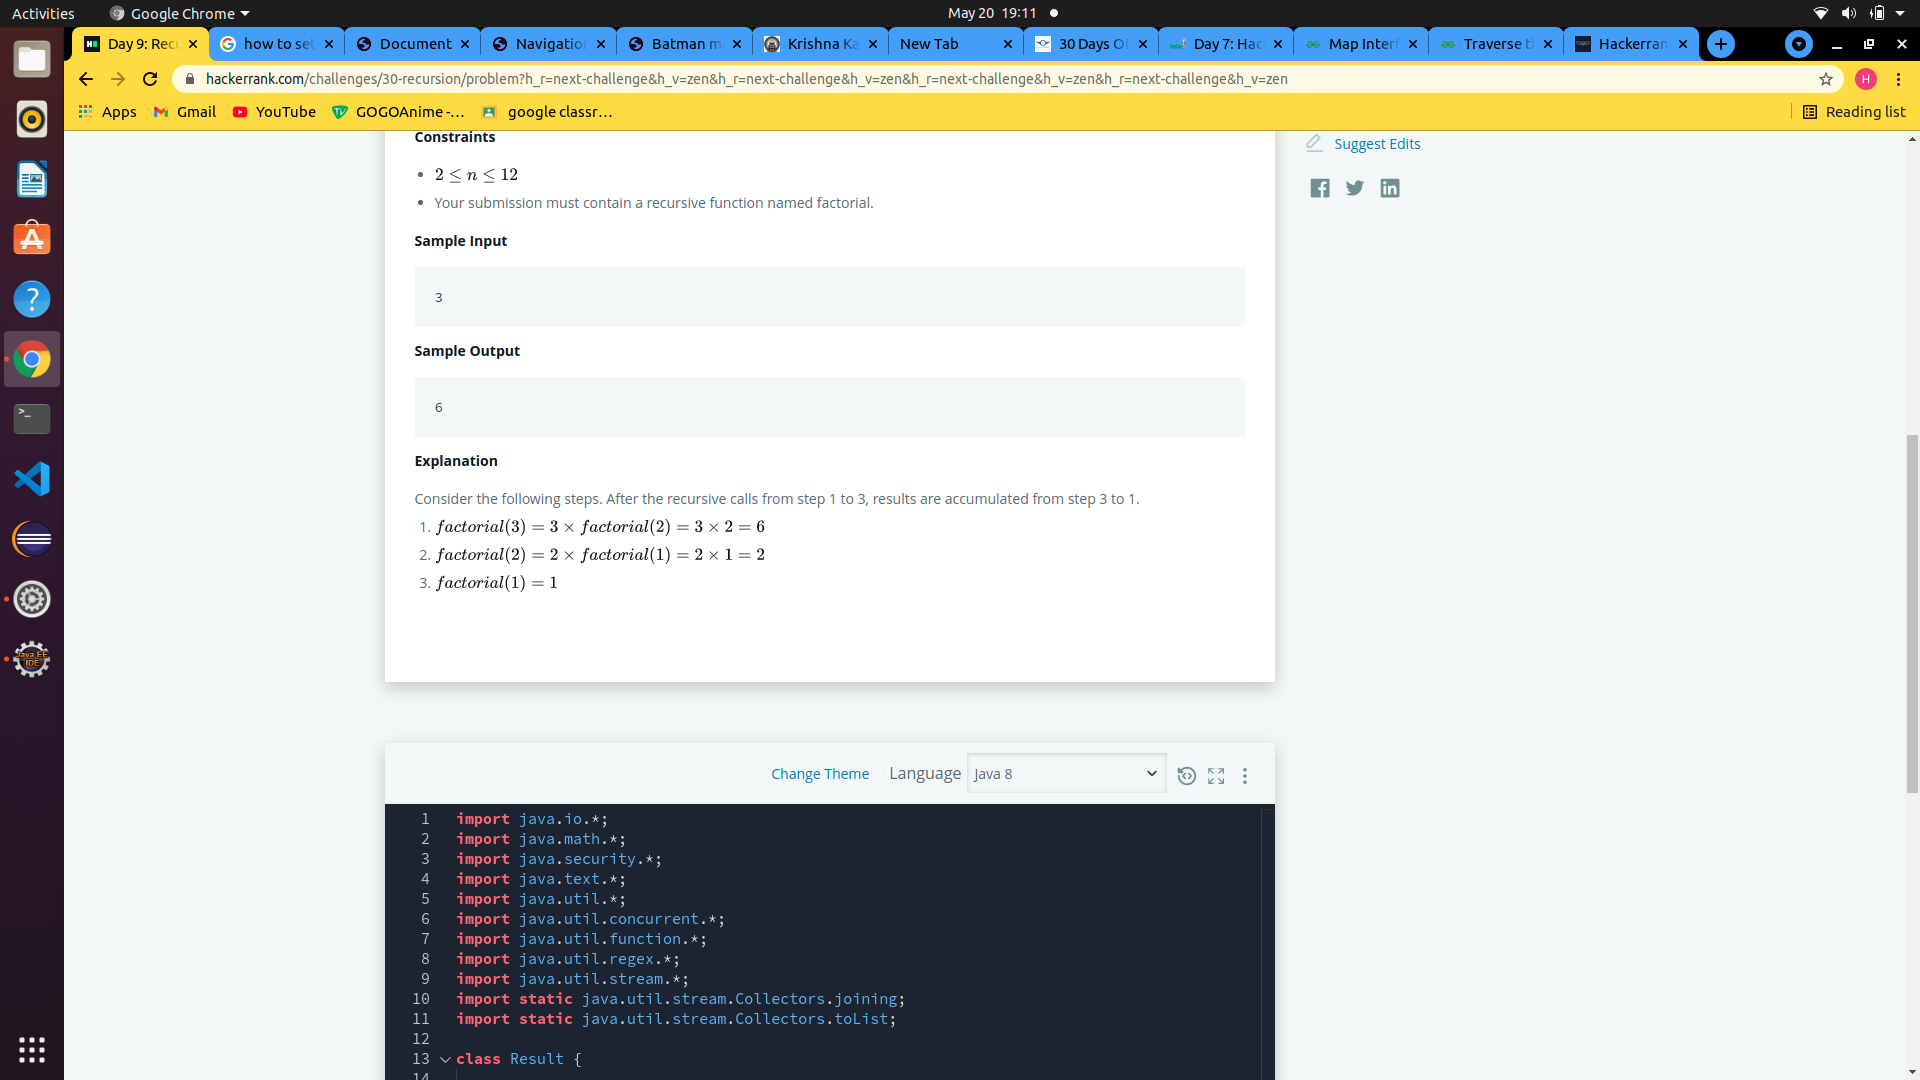 Activities
Google Chrome
May 20 19:11
Day 9: Rec
how to set
Document
Navigation
Batman m
Krishna Ka
New Tab
30 Days Of
Day 7: Hac
Map Interf
Traverse t
Hackerran
hackerrank.com/challenges/30-recursion/problem?h_r=next-challenge&h_v=zen&h_r=next-challenge&h_v=zen&h_r=next-challenge&h_v=zen&h_r=next-challenge&h_v=zen
H
Apps
Gmail
YouTube
GOGOAnime -...
google classr...
Reading list
Constraints
2 ≤ n ≤ 12
Your submission must contain a recursive function named factorial.
Sample Input
3
Sample Output
6
Explanation
Consider the following steps. After the recursive calls from step 1 to 3, results are accumulated from step 3 to 1.
1. factorial(3) = 3 × factorial(2) = 3 × 2 = 6
2. factorial(2) = 2 × factorial(1) = 2 × 1 = 2
3. factorial(1) = 1
Suggest Edits
Change Theme
Language
Java 8
1 import java.io.*;
2 import java.math.*;
3 import java.security.*;
4 import java.text.*;
5 import java.util.*;
6 import java.util.concurrent.*;
7 import java.util.function.*;
8 import java.util.regex.*;
9 import java.util.stream.*;
10 import static java.util.stream.Collectors.joining;
11 import static java.util.stream.Collectors.toList;
12
13 class Result {
14
Java EE
IDE